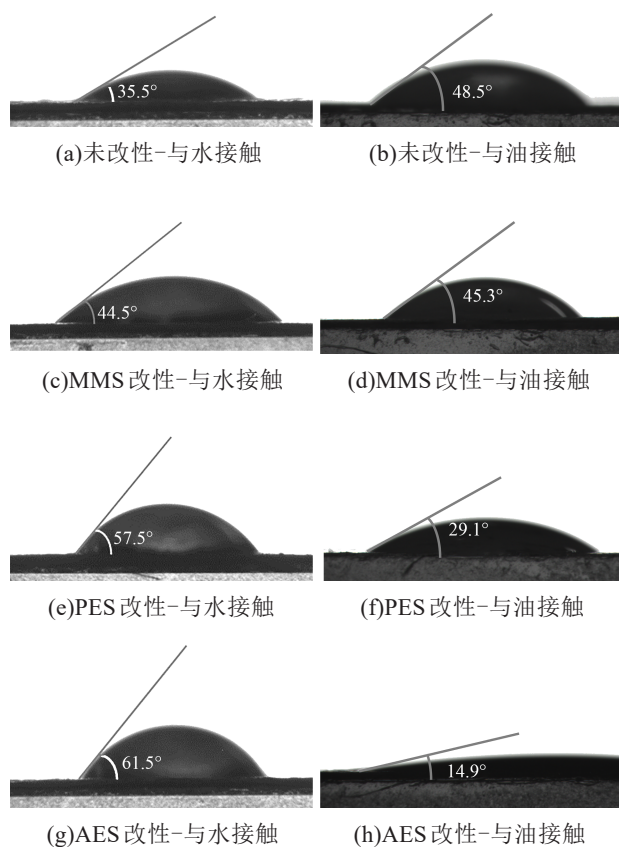 35.5°
48.5°
(a)未改性-与水接触
(b)未改性-与油接触
44.5°
45.3°
(c)MMS改性-与水接触
(d)MMS改性-与油接触
57.5°
29.1°
(e)PES改性-与水接触
(f)PES改性-与油接触
61.5°
14.9°
(g)AES改性-与水接触
(h)AES改性-与油接触